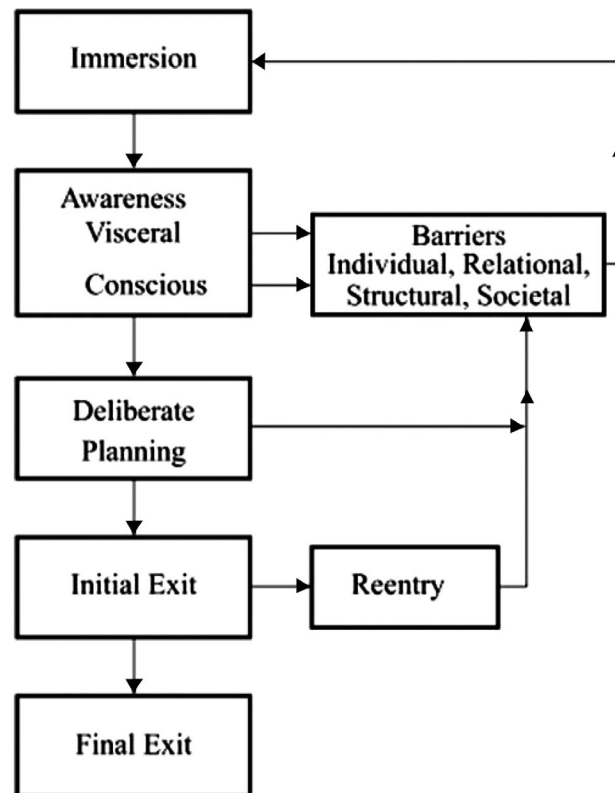 Immersion
Awareness
Visceral
Conscious
Barriers
Individual, Relational,
Structural, Societal
Deliberate
Planning
Initial Exit
Reentry
Final Exit